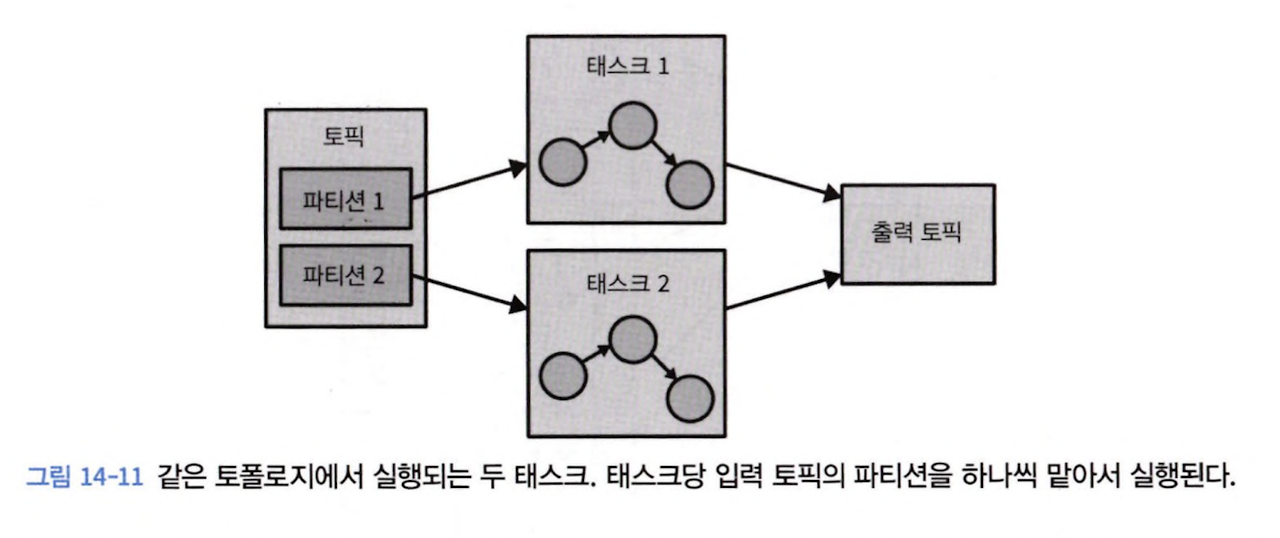 태스크 1
토픽
파티션 1
파티션 2
태스크 2
출력 토픽
그림 14-11 같은 토폴로지에서 실행되는 두 태스크. 태스크당 입력 토픽의 파티션을 하나씩 맡아서 실행된다.